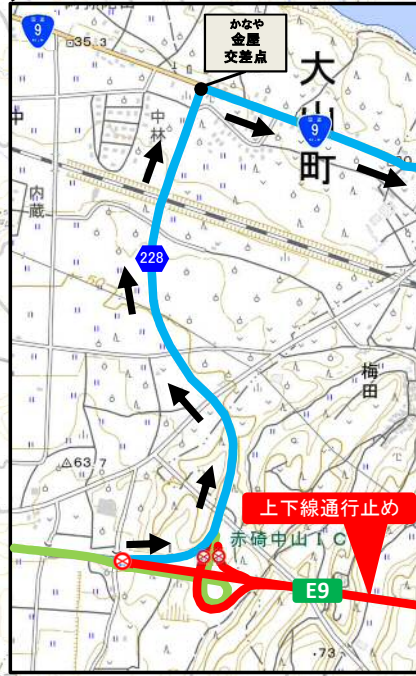 9
35.3
かなや
金屋
交差点
大山町
9
中林
内蔵
228
梅田
△63.7
上下線通行止め
赤碕中山IC
E9
・73